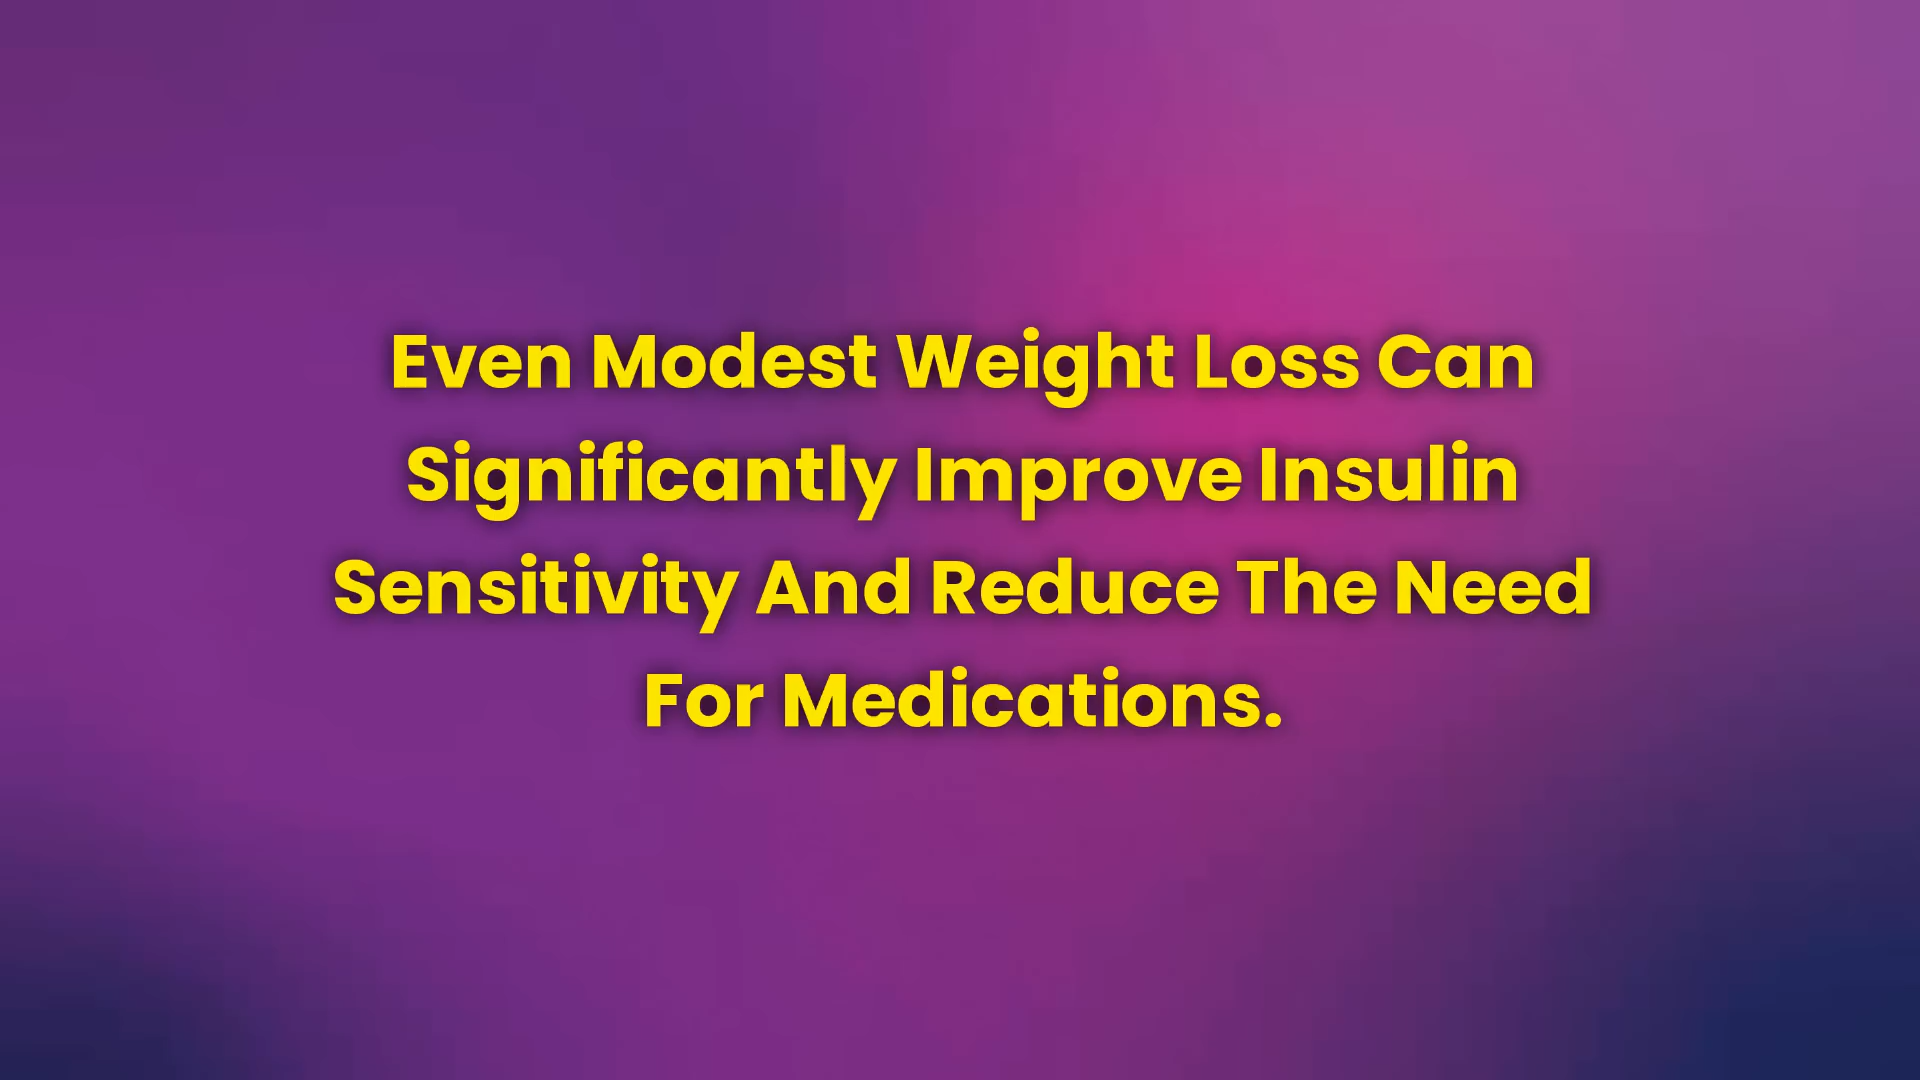 Even Modest Weight Loss Can
Significantly Improve Insulin
Sensitivity And Reduce The Need
For Medications.